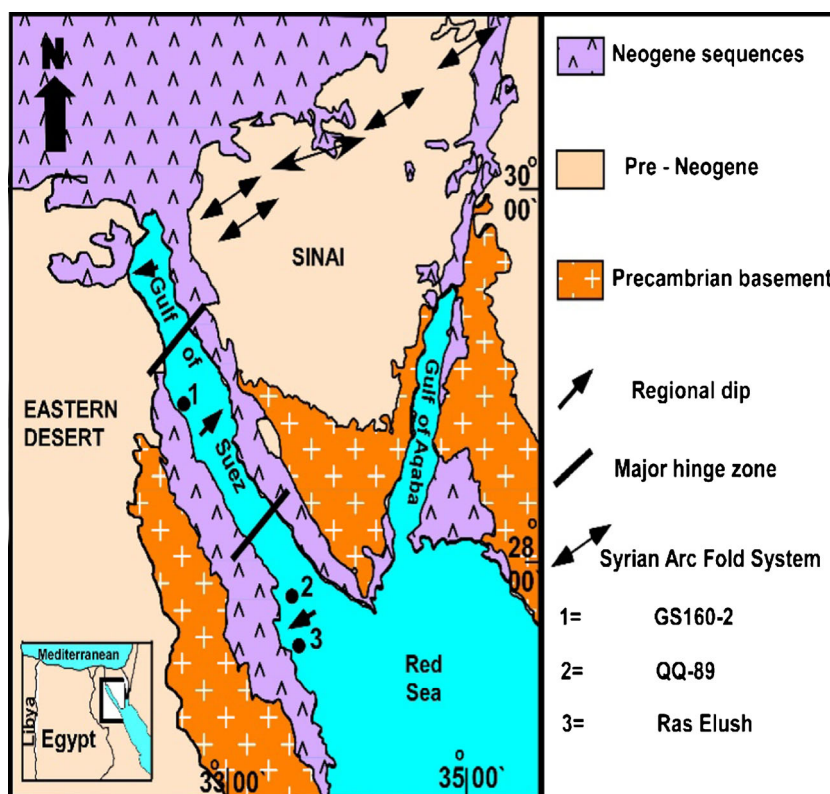 N
30°
00`
SINAI
Gulf of Suez
1
EASTERN
DESERT
Gulf of Aqaba
28°
00`
2
3
Red
Sea
Mediterranean
Libya
Egypt
33°00`
35°00`
Neogene sequences
Pre - Neogene
Precambrian basement
Regional dip
Major hinge zone
Syrian Arc Fold System
1= GS160-2
2= QQ-89
3= Ras Elush